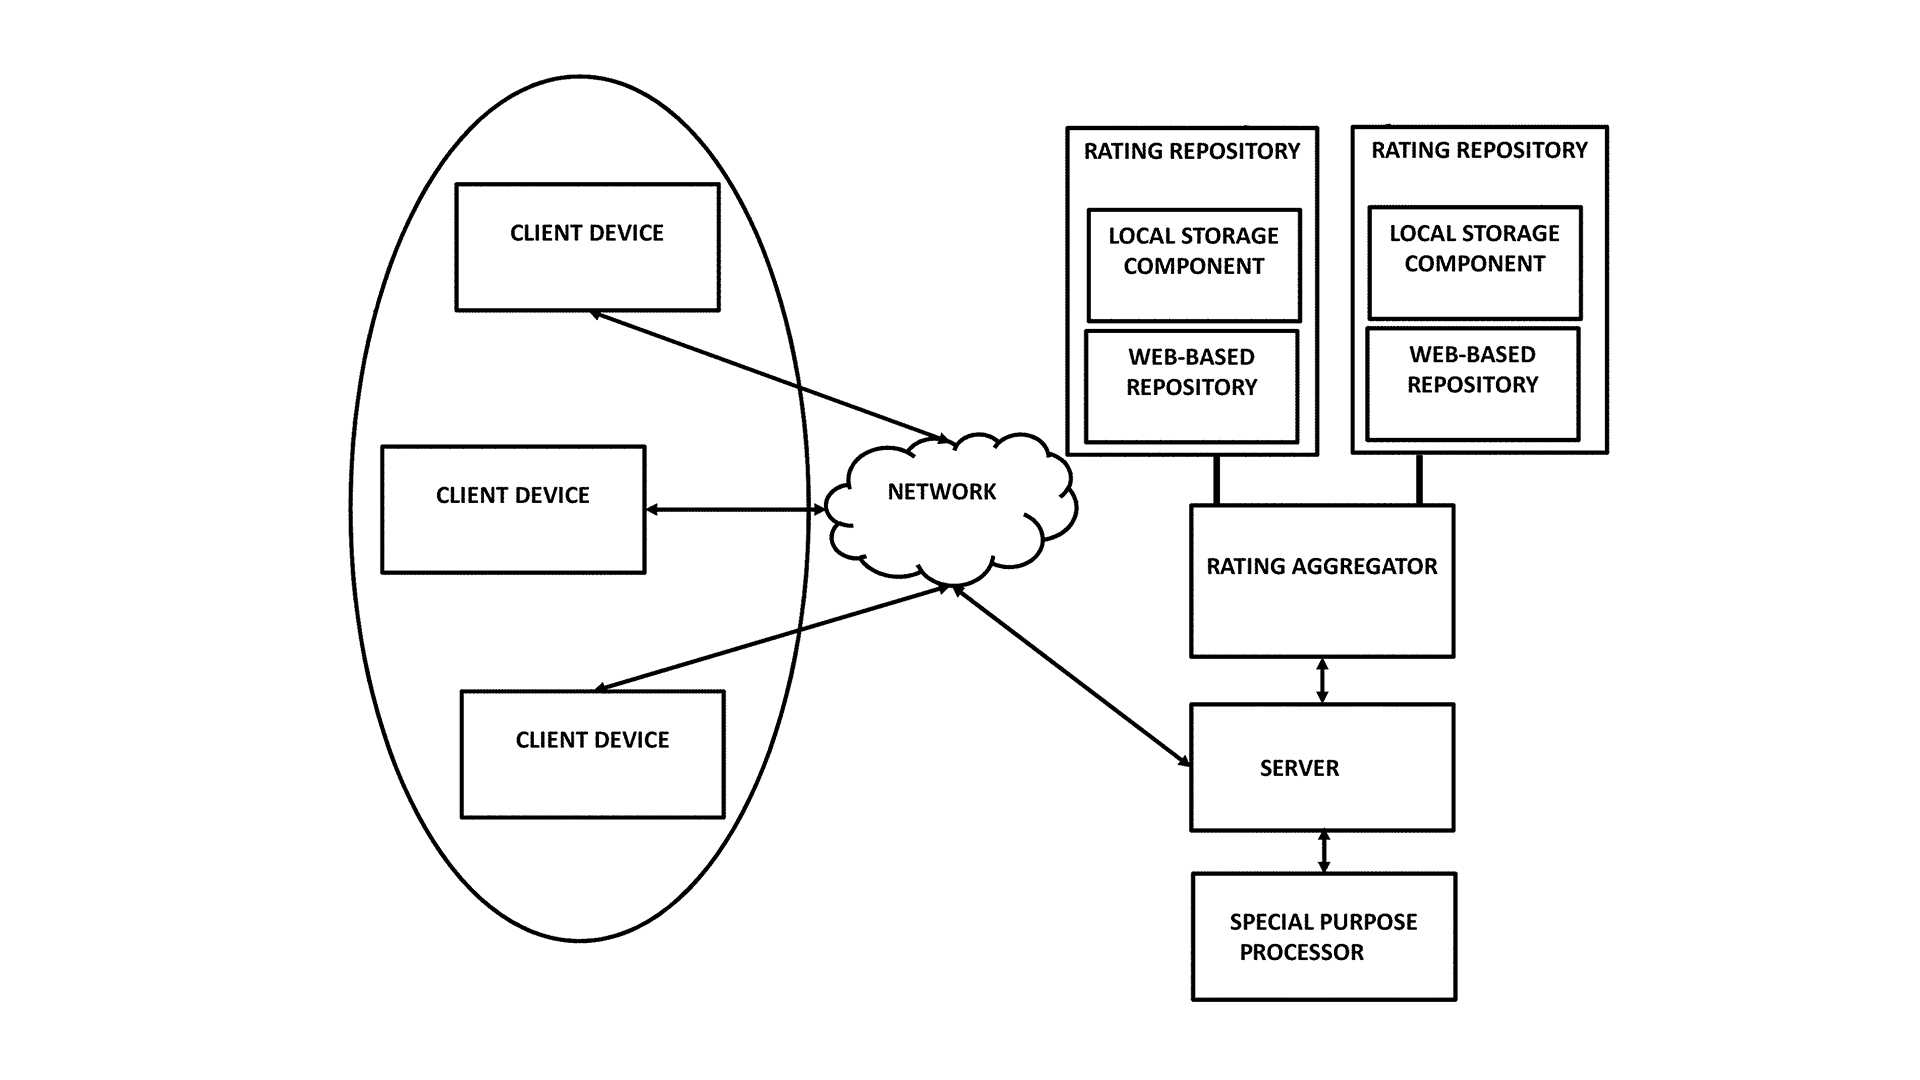 CLIENT DEVICE
CLIENT DEVICE
CLIENT DEVICE
NETWORK
RATING REPOSITORY
LOCAL STORAGE
COMPONENT
WEB-BASED
REPOSITORY
RATING REPOSITORY
LOCAL STORAGE
COMPONENT
WEB-BASED
REPOSITORY
RATING AGGREGATOR
SERVER
SPECIAL PURPOSE
PROCESSOR